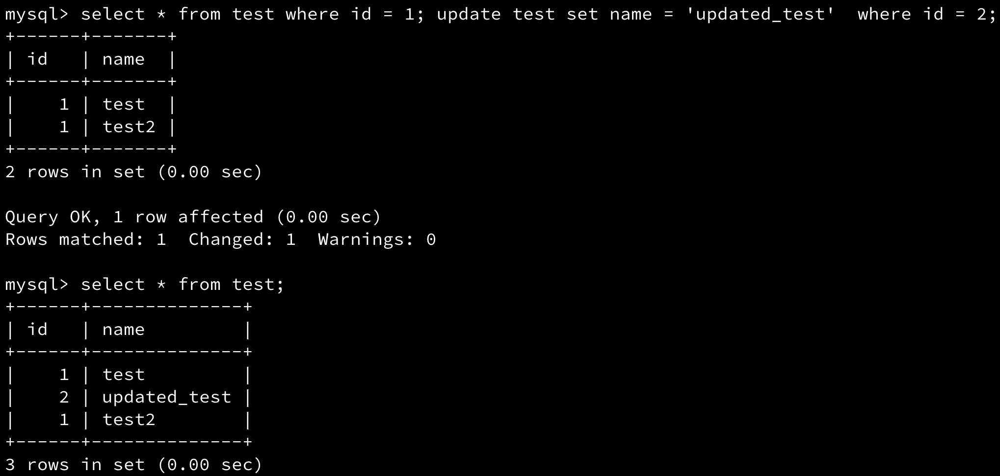 mysql> select * from test where id = 1; update test set name = 'updated_test'  where id = 2;
+------+-------+
| id   | name  |
+------+-------+
|    1 | test  |
|    1 | test2 |
+------+-------+
2 rows in set (0.00 sec)

Query OK, 1 row affected (0.00 sec)
Rows matched: 1  Changed: 1  Warnings: 0

mysql> select * from test;
+------+--------------+
| id   | name         |
+------+--------------+
|    1 | test         |
|    2 | updated_test |
|    1 | test2        |
+------+--------------+
3 rows in set (0.00 sec)